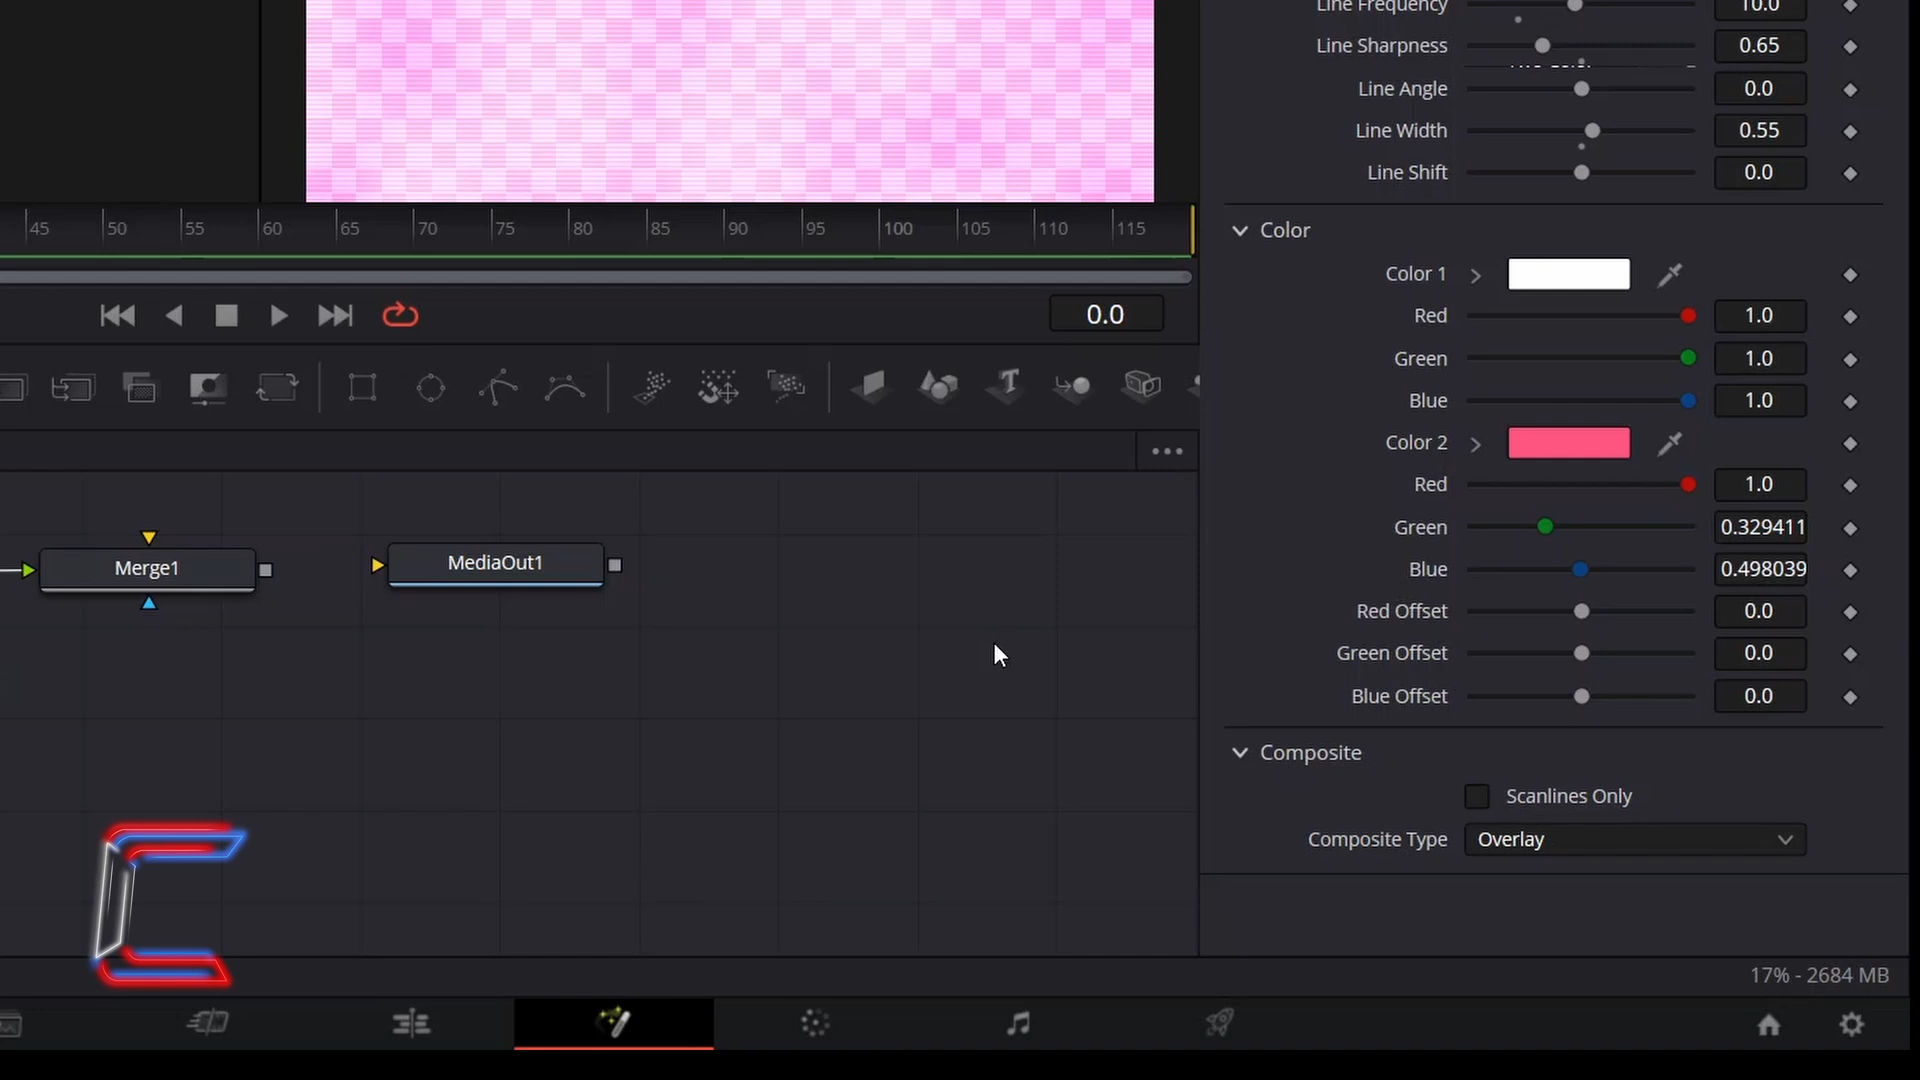 Line Frequency 10.0
Line Sharpness 0.65
Line Angle 0.0
Line Width 0.55
Line Shift 0.0
45 50 55 60 65 70 75 80 85 90 95 100 105 110 115
Color
Color 1
0.0
Red 1.0
Green 1.0
Blue 1.0
Color 2
Red 1.0
Green 0.329411
Merge1
MediaOut1
Blue 0.498039
Red Offset 0.0
Green Offset 0.0
Blue Offset 0.0
Composite
Scanlines Only
Composite Type Overlay
17% - 2684 MB